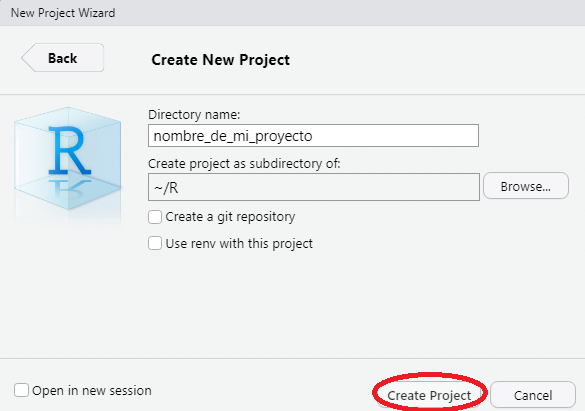 New Project Wizard
Back
Create New Project
R
Directory name:
nombre_de_mi_proyecto
Create project as subdirectory of:
~/R
Browse...
Create a git repository
Use renv with this project
Open in new session
Create Project
Cancel